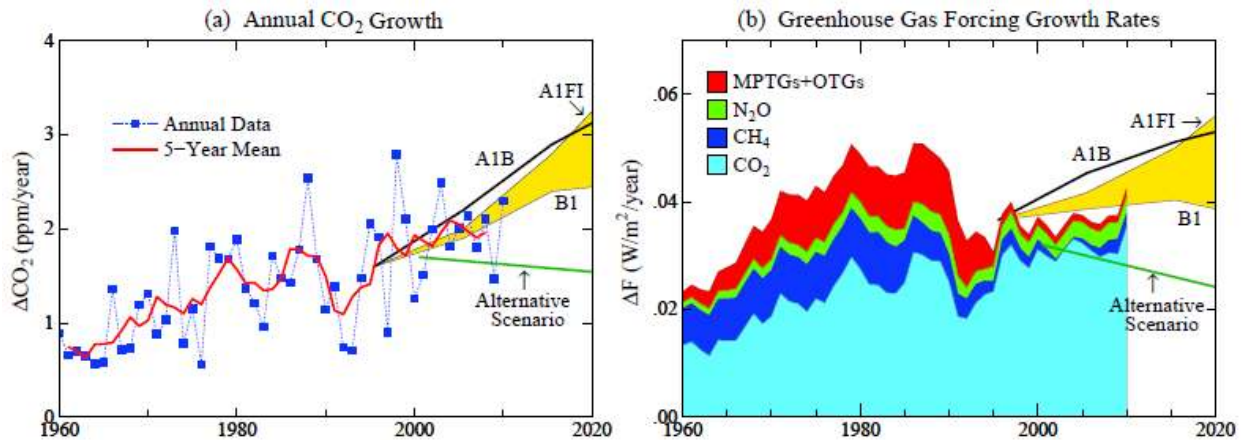 (a) Annual CO₂ Growth
4
3
2
1
0
1960
1980
2000
2020
ΔCO₂ (ppm/year)
Annual Data
5−Year Mean
A1FI
A1B
B1
Alternative
Scenario
(b) Greenhouse Gas Forcing Growth Rates
.06
.04
.02
.00
1960
1980
2000
2020
ΔF (W/m²/year)
MPTGs+OTGs
N₂O
CH₄
CO₂
A1FI
A1B
B1
Alternative
Scenario